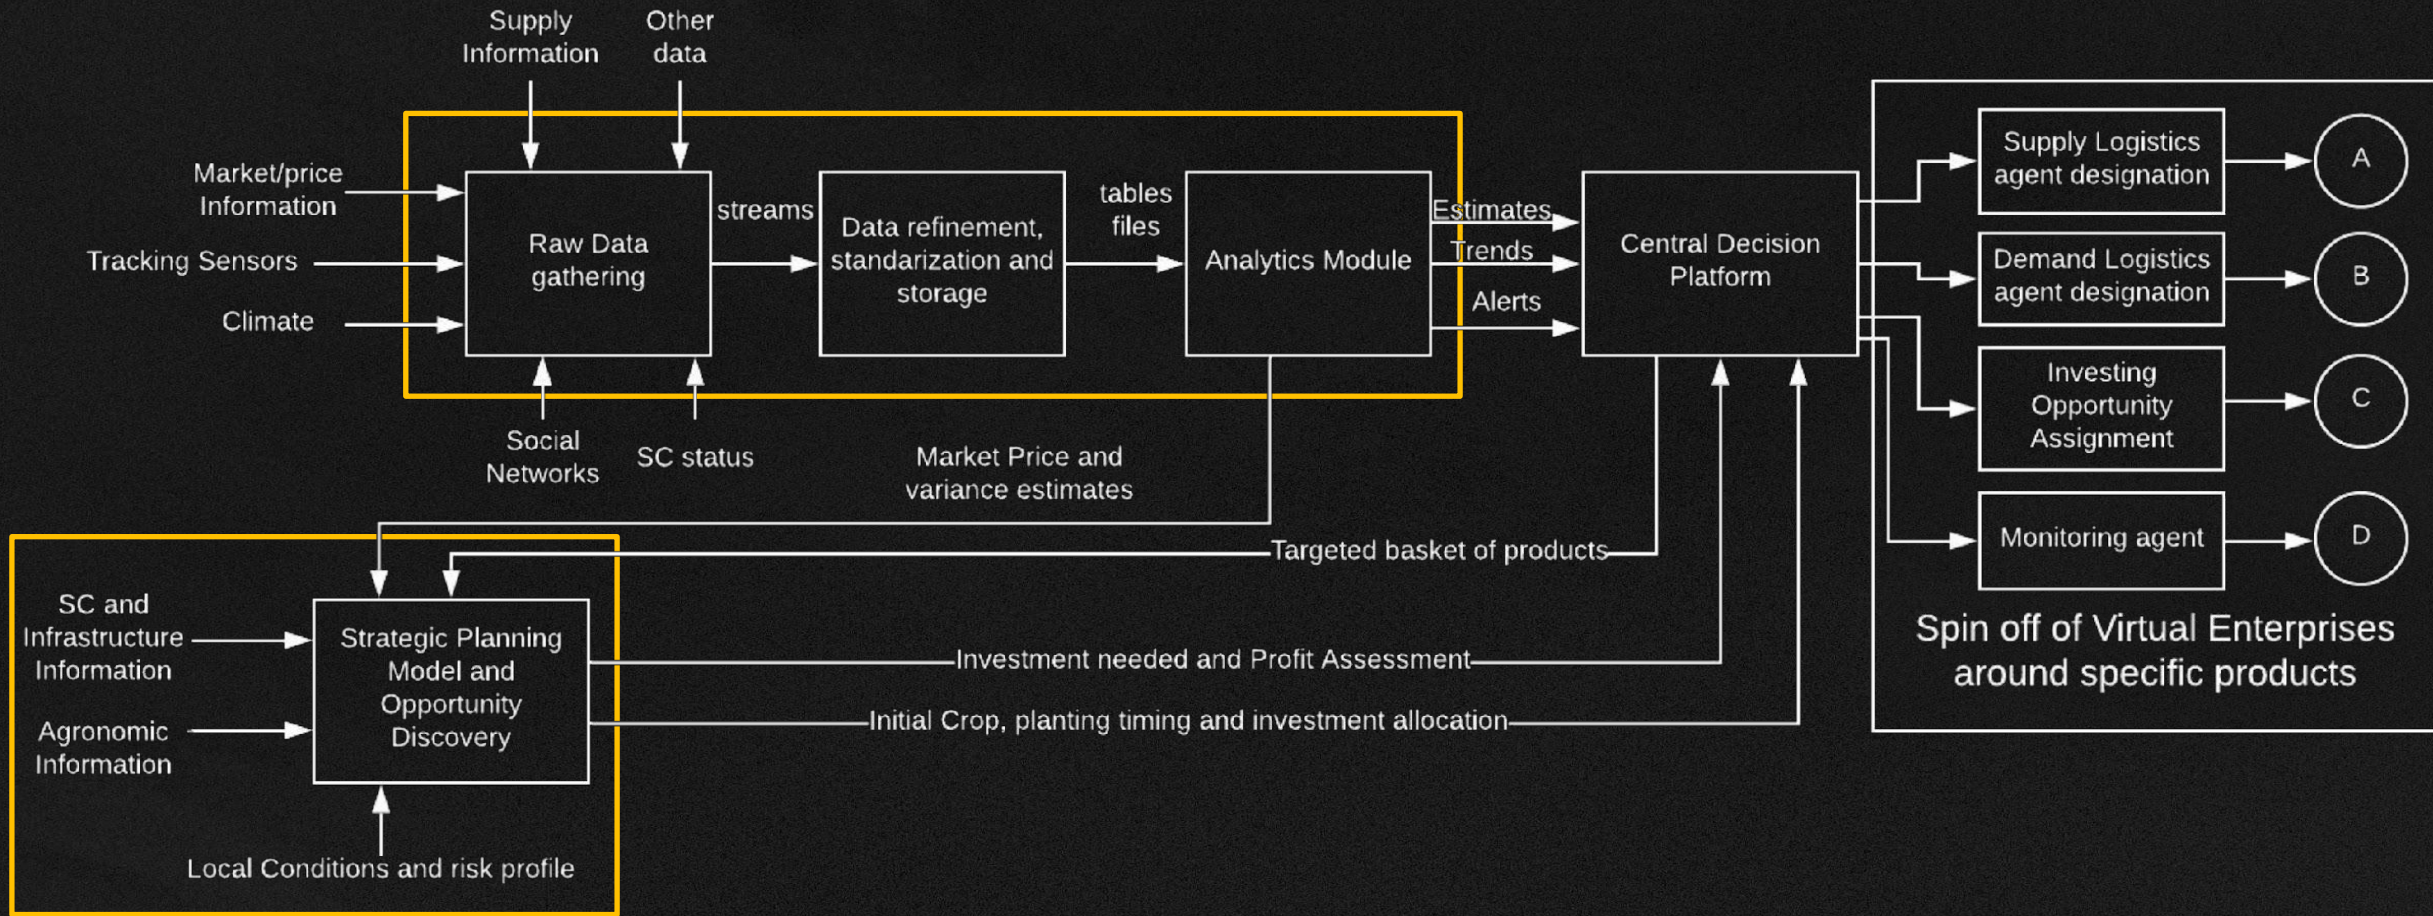 Supply
Information
Other
data
Market/price
Information
Tracking Sensors
Climate
Raw Data
gathering
streams
Data refinement,
standarization and
storage
tables
files
Analytics Module
Estimates
Trends
Alerts
Central Decision
Platform
Supply Logistics
agent designation
A
Demand Logistics
agent designation
B
Investing
Opportunity
Assignment
C
Monitoring agent
D
Spin off of Virtual Enterprises
around specific products
Social
Networks
SC status
Market Price and
variance estimates
Targeted basket of products
SC and
Infrastructure
Information
Agronomic
Information
Strategic Planning
Model and
Opportunity
Discovery
Investment needed and Profit Assessment
Initial Crop, planting timing and investment allocation
Local Conditions and risk profile